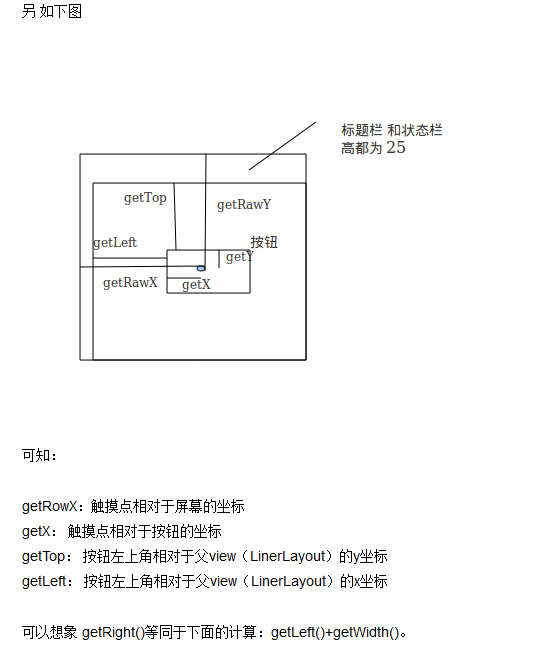 另 如下图
标题栏 和状态栏
高都为 25
getTop
getRawY
getLeft
按钮
getY
getRawX
getX
可知：
getRowX：触摸点相对于屏幕的坐标
getX： 触摸点相对于按钮的坐标
getTop： 按钮左上角相对于父view（LinerLayout）的y坐标
getLeft： 按钮左上角相对于父view（LinerLayout）的x坐标
可以想象 getRight()等同于下面的计算：getLeft()+getWidth()。